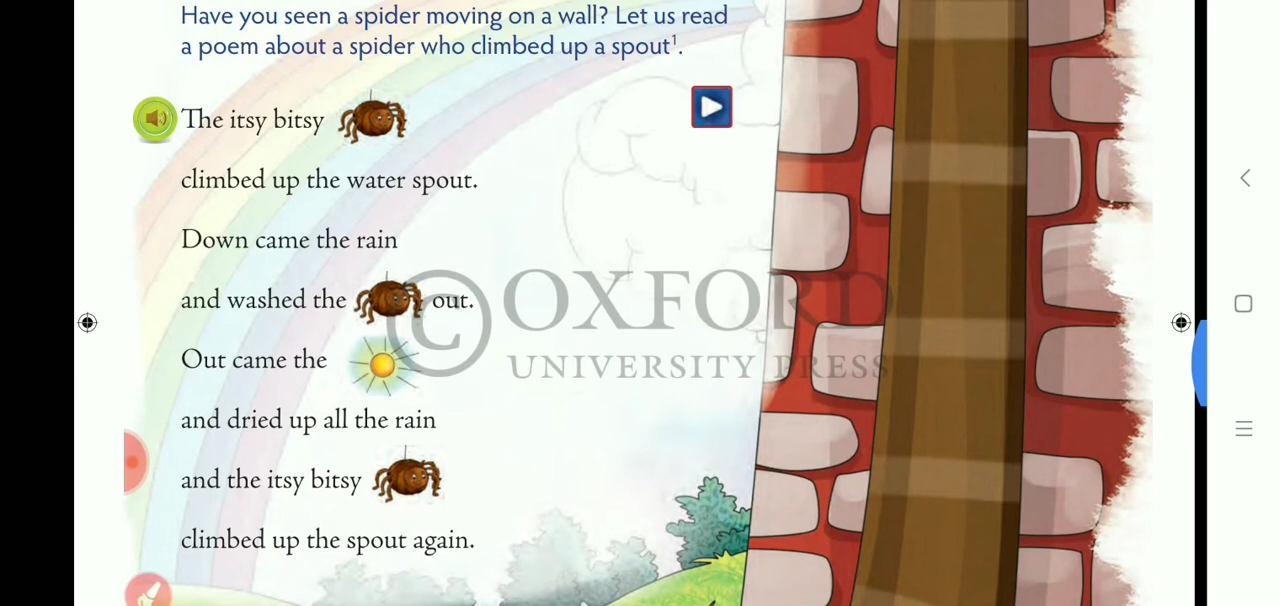 Have you seen a spider moving on a wall? Let us read
a poem about a spider who climbed up a spout¹.
The itsy bitsy
climbed up the water spout.
Down came the rain
and washed the out.
Out came the
and dried up all the rain
and the itsy bitsy
climbed up the spout again.
© OXFORD
UNIVERSITY PRESS